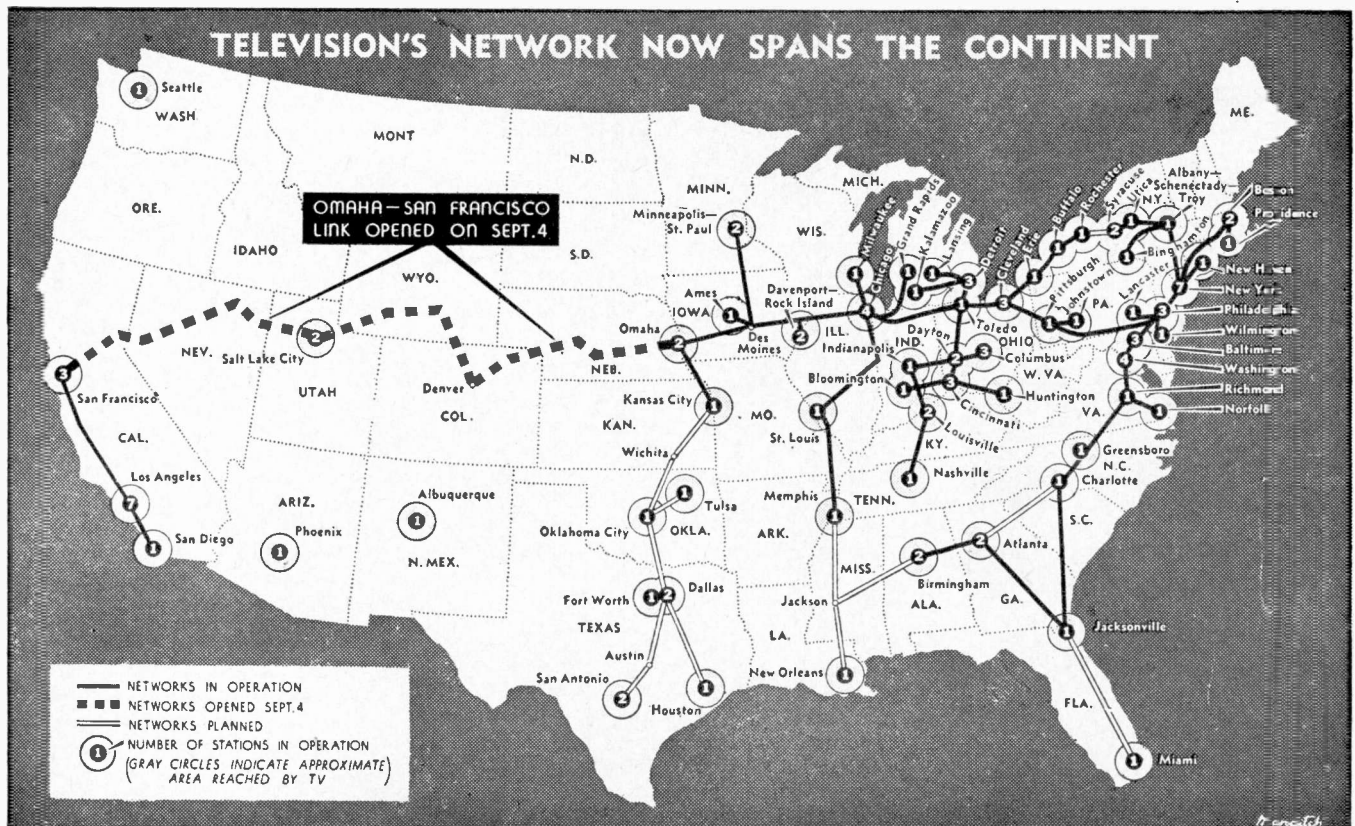 TELEVISION'S NETWORK NOW SPANS THE CONTINENT
OMAHA—SAN FRANCISCO
LINK OPENED ON SEPT.4
Seattle
WASH
ORE.
MONT
IDAHO
WYO.
N.D.
S.D.
MINN.
Minneapolis—
St. Paul
WIS.
MICH.
ME.
Milwaukee
Chicago
Grand Rapids
Kalamazoo
Lansing
Detroit
Cleveland
Erie
Buffalo
Rochester
Syracuse
Utica
N.Y.
Albany—
Schenectady—
Troy
Binghamton
Boston
Providence
New Haven
New York
Philadelphia
Wilmington
Baltimore
Washington
Richmond
Norfolk
Pittsburgh
Johnstown
PA.
Lancaster
Ames
IOWA
Davenport—
Rock Island
Des
Moines
Omaha
NEB.
ILL.
Indianapolis
IND.
Dayton
Toledo
OHIO
Columbus
W. VA.
Bloomington
Cincinnati
Huntington
VA.
Louisville
KY.
Nashville
Greensboro
N.C.
Charlotte
S.C.
NEV.
Salt Lake City
UTAH
Denver
COL.
San Francisco
CAL.
Los Angeles
San Diego
ARIZ.
Phoenix
Albuquerque
N. MEX.
Kansas City
KAN.
MO.
St. Louis
Wichita
Tulsa
Oklahoma City
OKLA.
Memphis
TENN.
ARK.
MISS.
Atlanta
Birmingham
ALA.
GA.
Jackson
Jacksonville
Fort Worth
Dallas
TEXAS
Austin
San Antonio
Houston
LA.
New Orleans
FLA.
Miami
NETWORKS IN OPERATION
NETWORKS OPENED SEPT.4
NETWORKS PLANNED
1 NUMBER OF STATIONS IN OPERATION
(GRAY CIRCLES INDICATE APPROXIMATE
AREA REACHED BY TV)